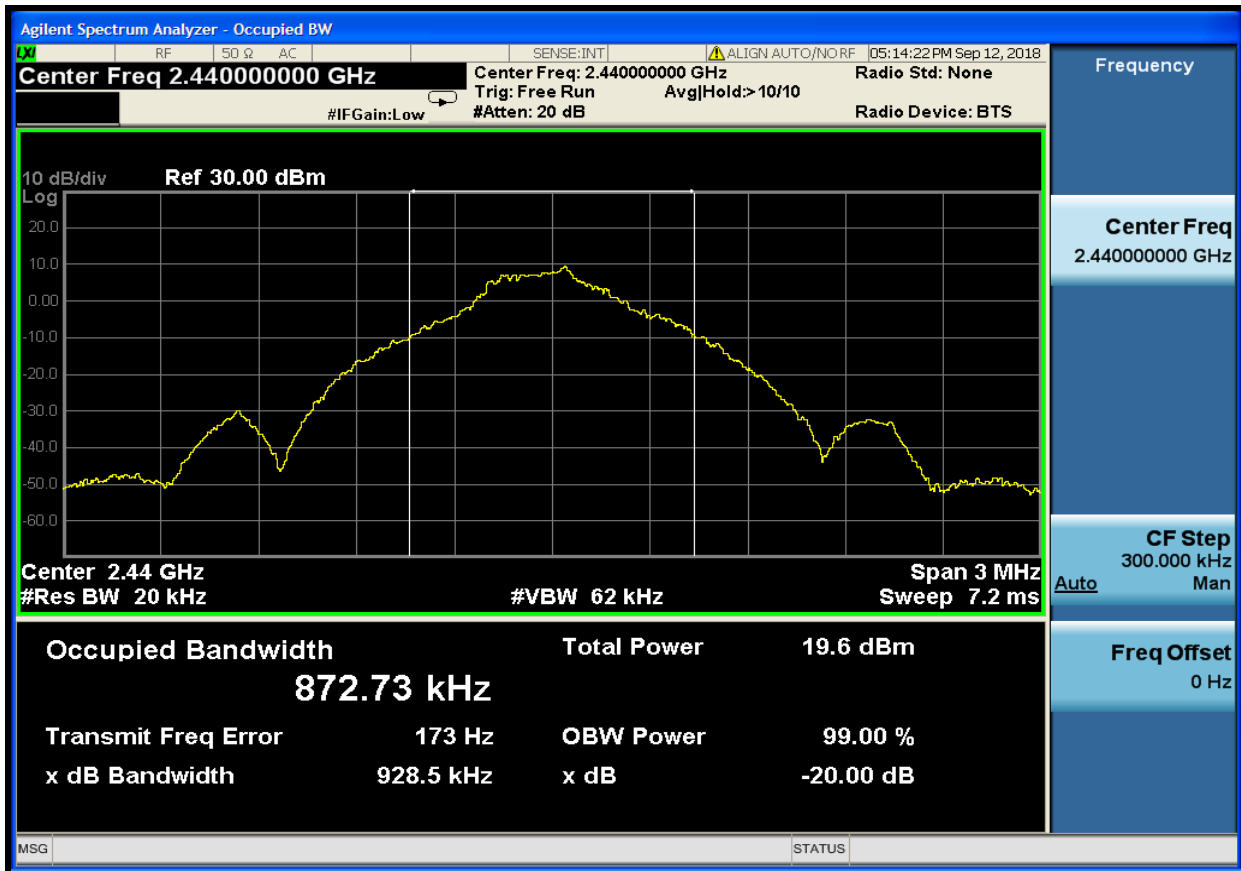 Agilent Spectrum Analyzer - Occupied BW
LXI RF 50 Ω AC SENSE:INT ALIGN AUTO/NO RF 05:14:22 PM Sep 12, 2018
Center Freq 2.440000000 GHz
Center Freq: 2.440000000 GHz Radio Std: None
Trig: Free Run Avg|Hold:>10/10
#IFGain:Low #Atten: 20 dB Radio Device: BTS
Frequency
10 dB/div Ref 30.00 dBm
Log
20.0
10.0
0.00
-10.0
-20.0
-30.0
-40.0
-50.0
-60.0
Center 2.44 GHz Span 3 MHz
#Res BW 20 kHz #VBW 62 kHz Sweep 7.2 ms
Center Freq
2.440000000 GHz
CF Step
300.000 kHz
Auto Man
Freq Offset
0 Hz
Occupied Bandwidth Total Power 19.6 dBm
872.73 kHz
Transmit Freq Error 173 Hz OBW Power 99.00 %
x dB Bandwidth 928.5 kHz x dB -20.00 dB
MSG STATUS